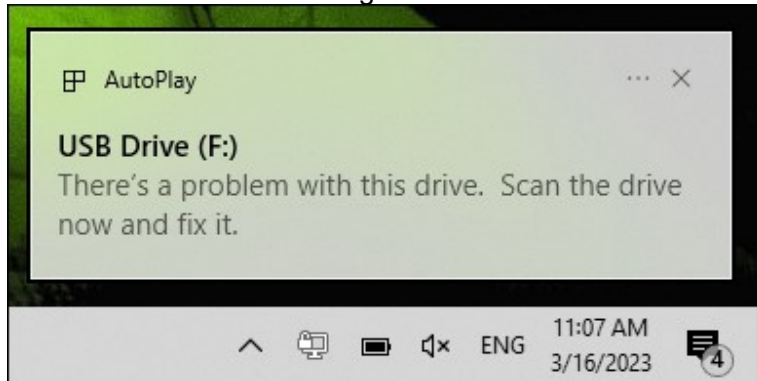 AutoPlay
USB Drive (F:)
There's a problem with this drive.  Scan the drive
now and fix it.
ENG
11:07 AM
3/16/2023
4